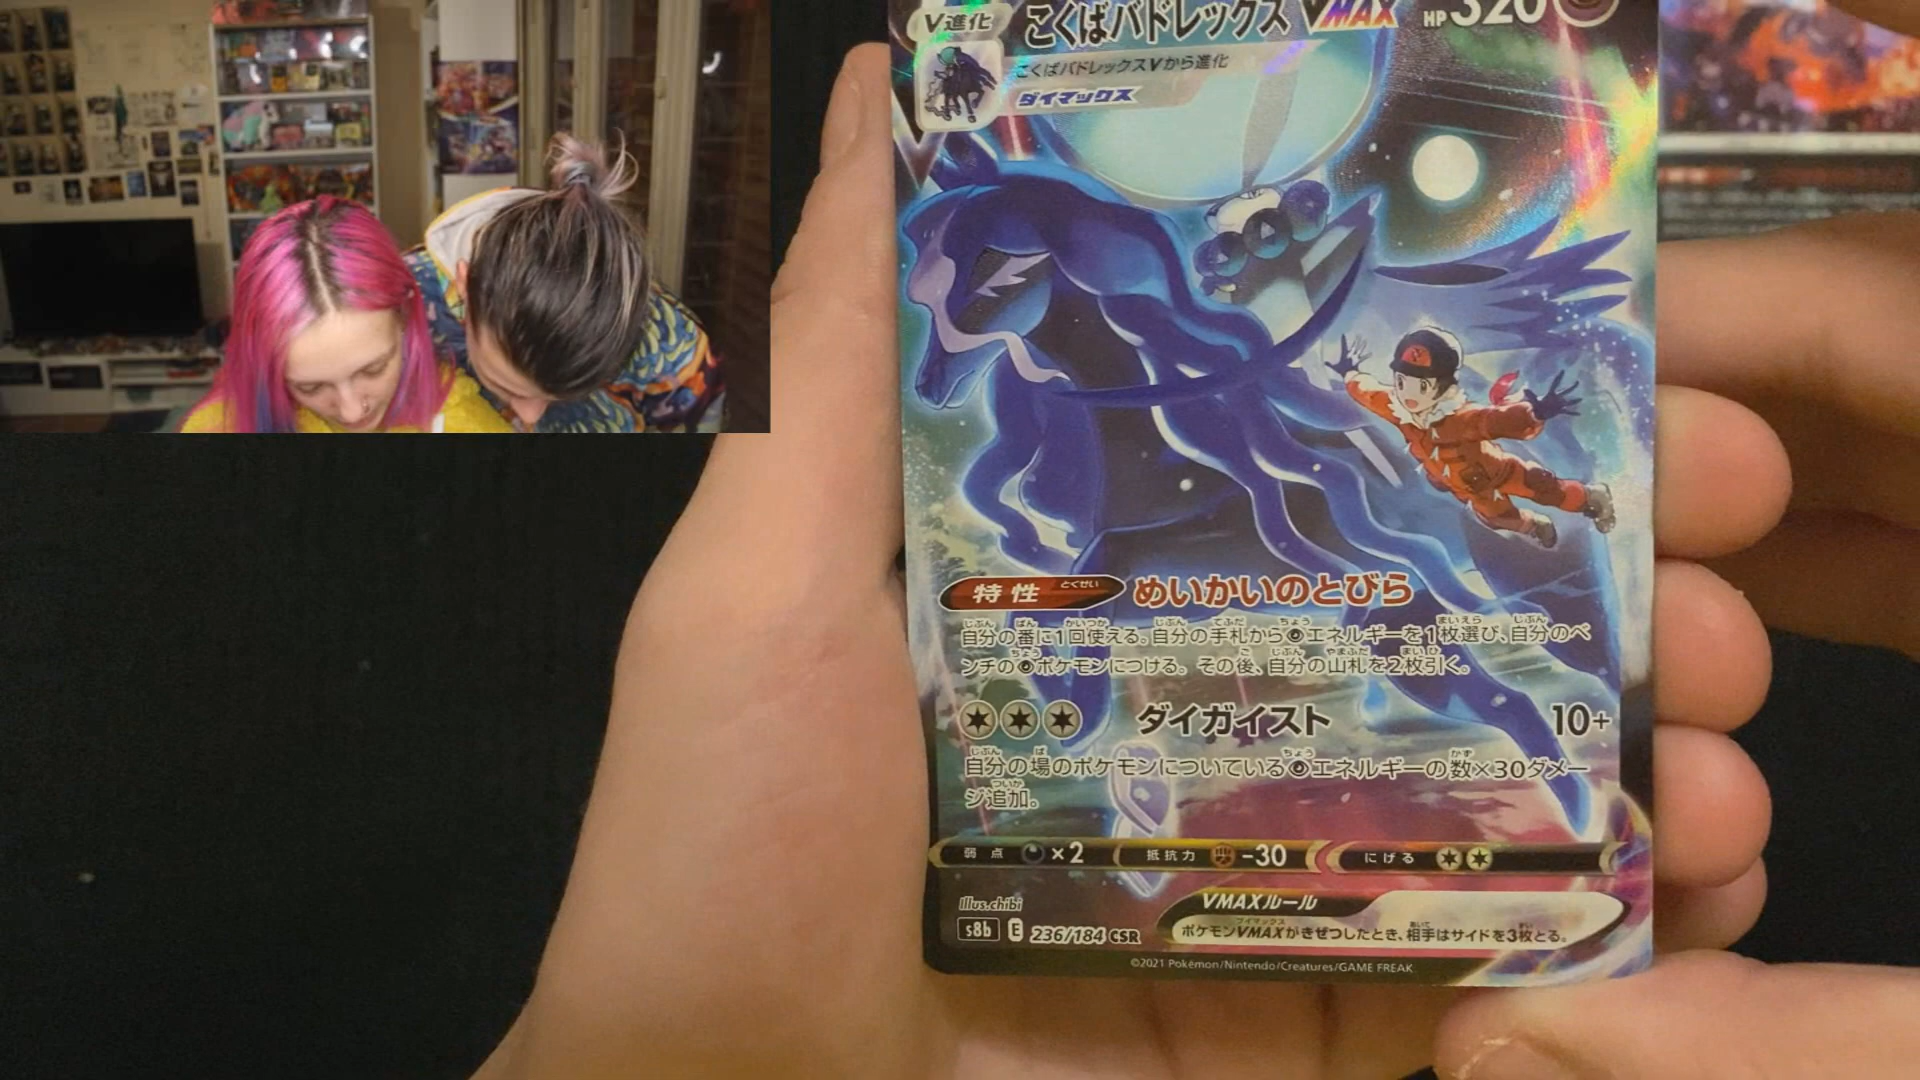 V進化
こくばバドレックス VMAX HP320
こくばバドレックスVから進化
ダイマックス
特性 とくせい めいかいのとびら
自分の番に1回使える。自分の手札から エネルギーを1枚選び、自分のベ
ンチの ポケモンにつける。その後、自分の山札を2枚引く。
ダイガイスト 10+
自分の場のポケモンについている エネルギーの数×30ダメー
ジ追加。
弱点 ×2 抵抗力 -30 にげる
Illus.chibi
VMAXルール
s8b E 236/184 CSR
ポケモンVMAXがきぜつしたとき、相手はサイドを3枚とる。
©2021 Pokémon/Nintendo/Creatures/GAME FREAK